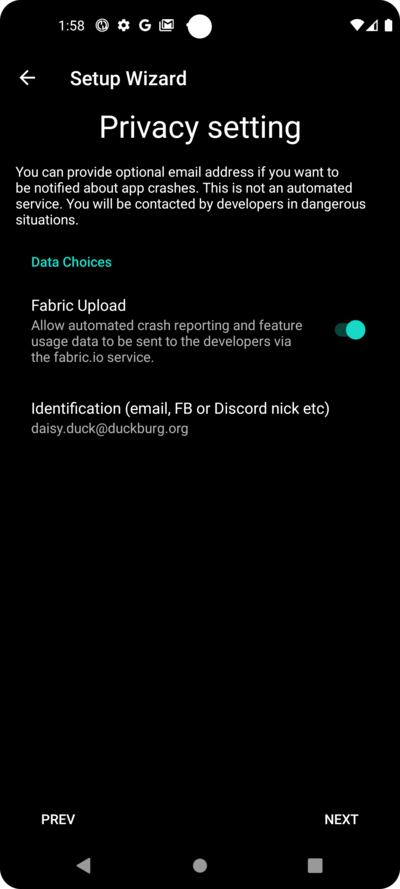 1:58
Setup Wizard
Privacy setting
You can provide optional email address if you want to
be notified about app crashes. This is not an automated
service. You will be contacted by developers in dangerous
situations.
Data Choices
Fabric Upload
Allow automated crash reporting and feature
usage data to be sent to the developers via
the fabric.io service.
Identification (email, FB or Discord nick etc)
daisy.duck@duckburg.org
PREV
NEXT